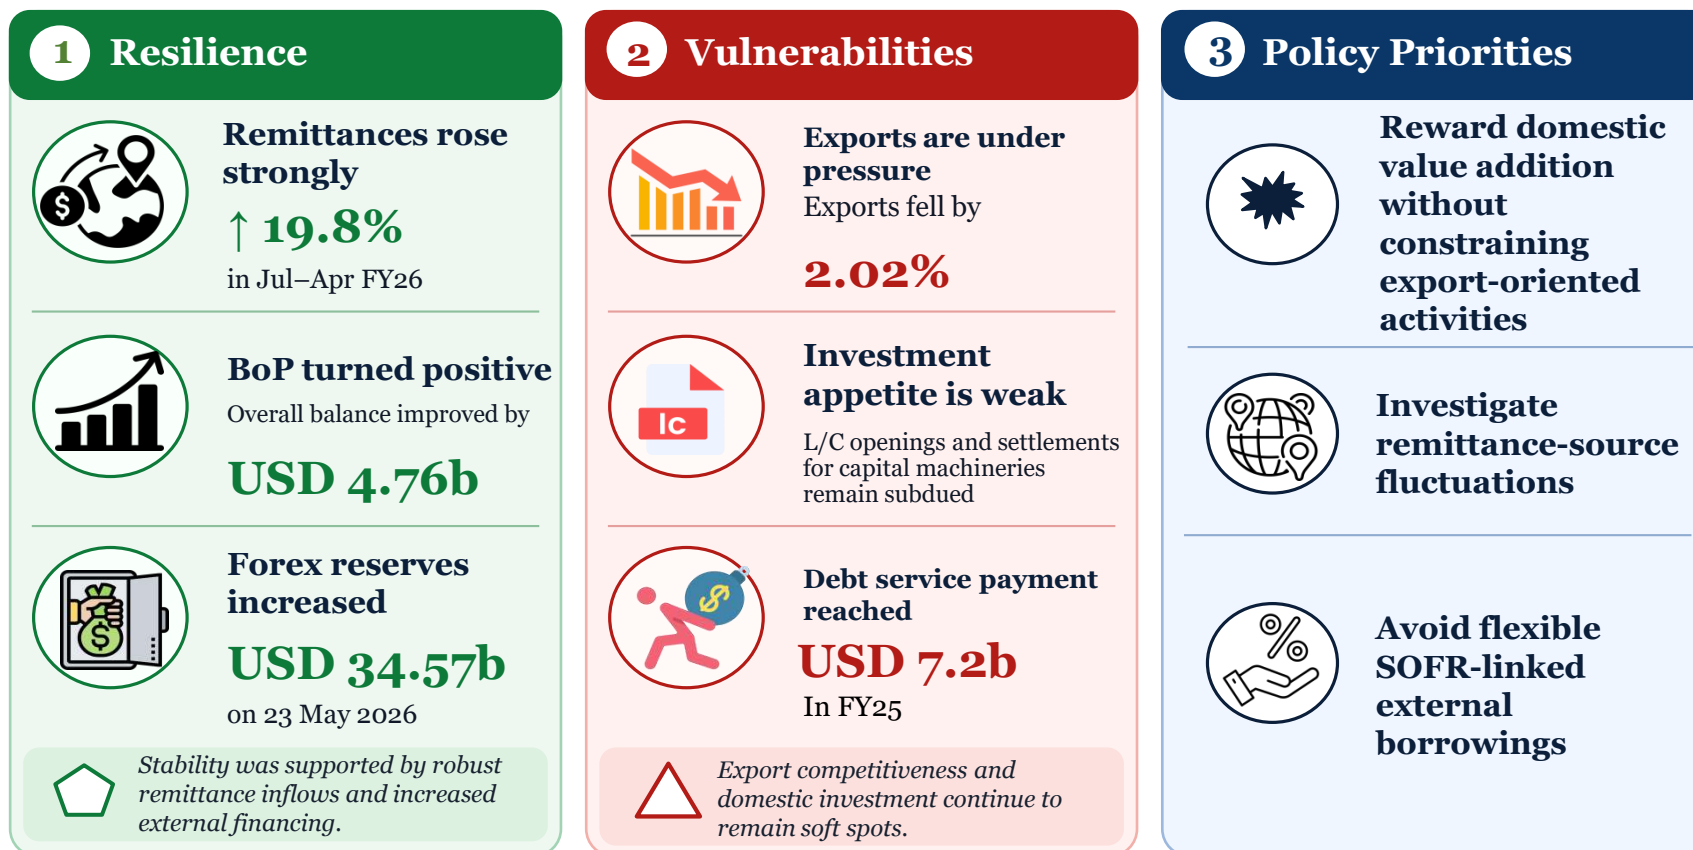 1 Resilience
Remittances rose
strongly
↑ 19.8%
in Jul–Apr FY26
BoP turned positive
Overall balance improved by
USD 4.76b
Forex reserves
increased
USD 34.57b
on 23 May 2026
Stability was supported by robust
remittance inflows and increased
external financing.
2 Vulnerabilities
Exports are under
pressure
Exports fell by
2.02%
lc
Investment
appetite is weak
L/C openings and settlements
for capital machineries
remain subdued
Debt service payment
reached
USD 7.2b
In FY25
Export competitiveness and
domestic investment continue to
remain soft spots.
3 Policy Priorities
Reward domestic
value addition
without
constraining
export-oriented
activities
Investigate
remittance-source
fluctuations
Avoid flexible
SOFR-linked
external
borrowings